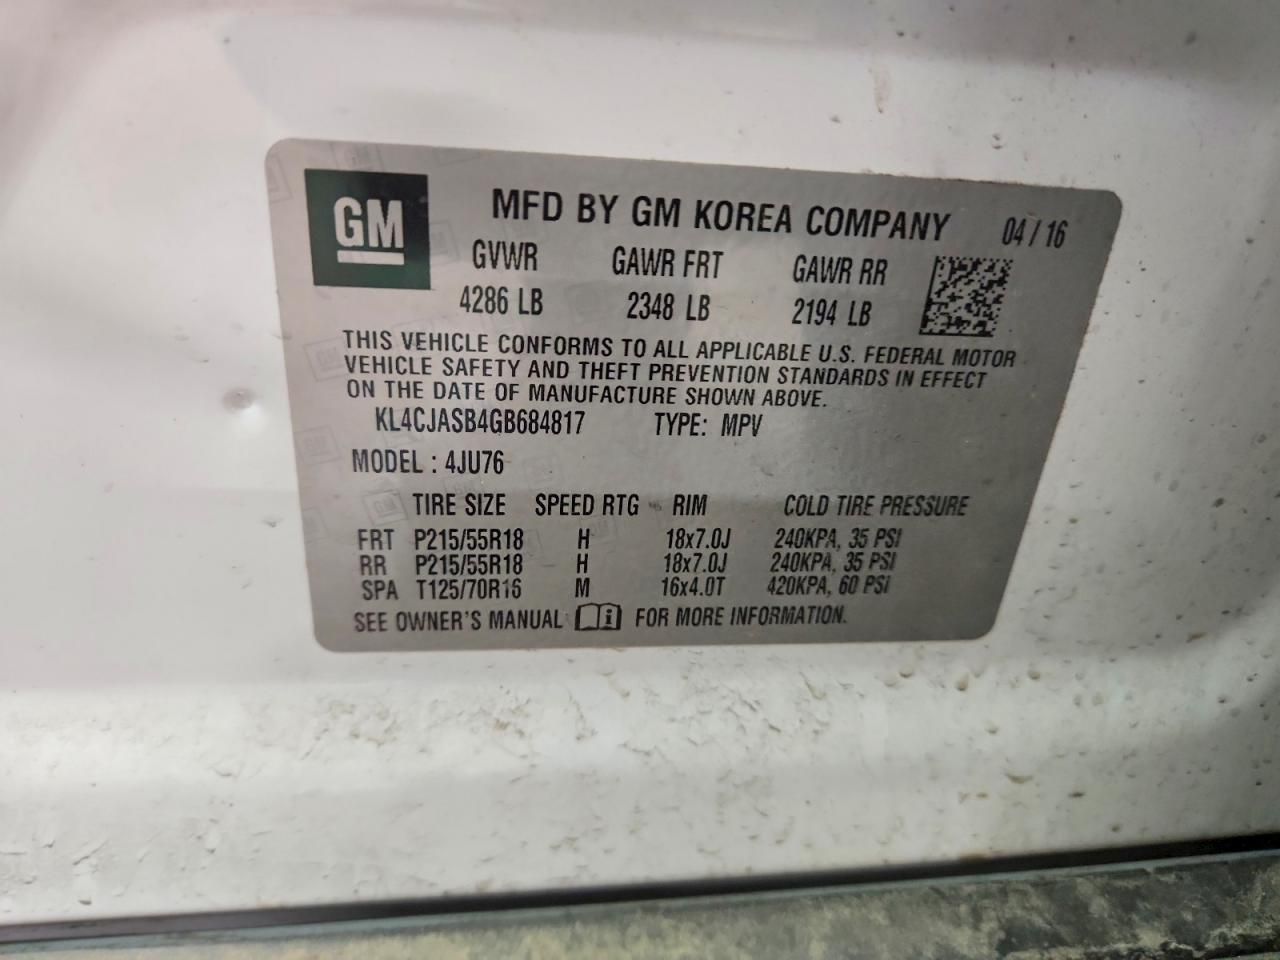 GM
MFD BY GM KOREA COMPANY 04/16
GVWR GAWR FRT GAWR RR
4286 LB 2348 LB 2194 LB
THIS VEHICLE CONFORMS TO ALL APPLICABLE U.S. FEDERAL MOTOR
VEHICLE SAFETY AND THEFT PREVENTION STANDARDS IN EFFECT
ON THE DATE OF MANUFACTURE SHOWN ABOVE.
KL4CJASB4GB684817 TYPE: MPV
MODEL : 4JU76
TIRE SIZE SPEED RTG RIM COLD TIRE PRESSURE
FRT P215/55R18 H 18x7.0J 240KPA, 35 PSI
RR P215/55R18 H 18x7.0J 240KPA, 35 PSI
SPA T125/70R16 M 16x4.0T 420KPA, 60 PSI
SEE OWNER'S MANUAL i FOR MORE INFORMATION.